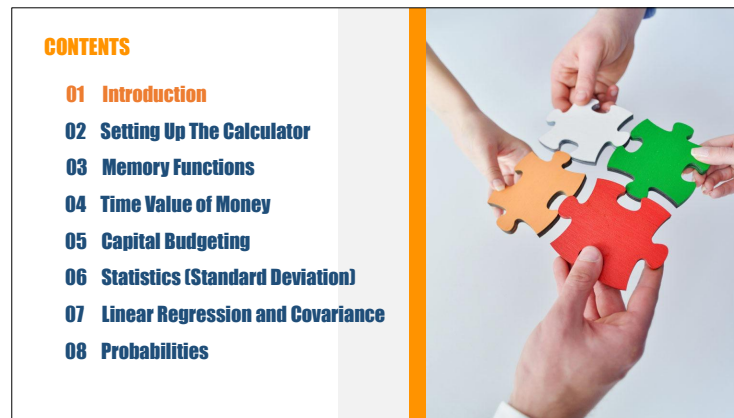 CONTENTS
01 Introduction
02 Setting Up The Calculator
03 Memory Functions
04 Time Value of Money
05 Capital Budgeting
06 Statistics (Standard Deviation)
07 Linear Regression and Covariance
08 Probabilities